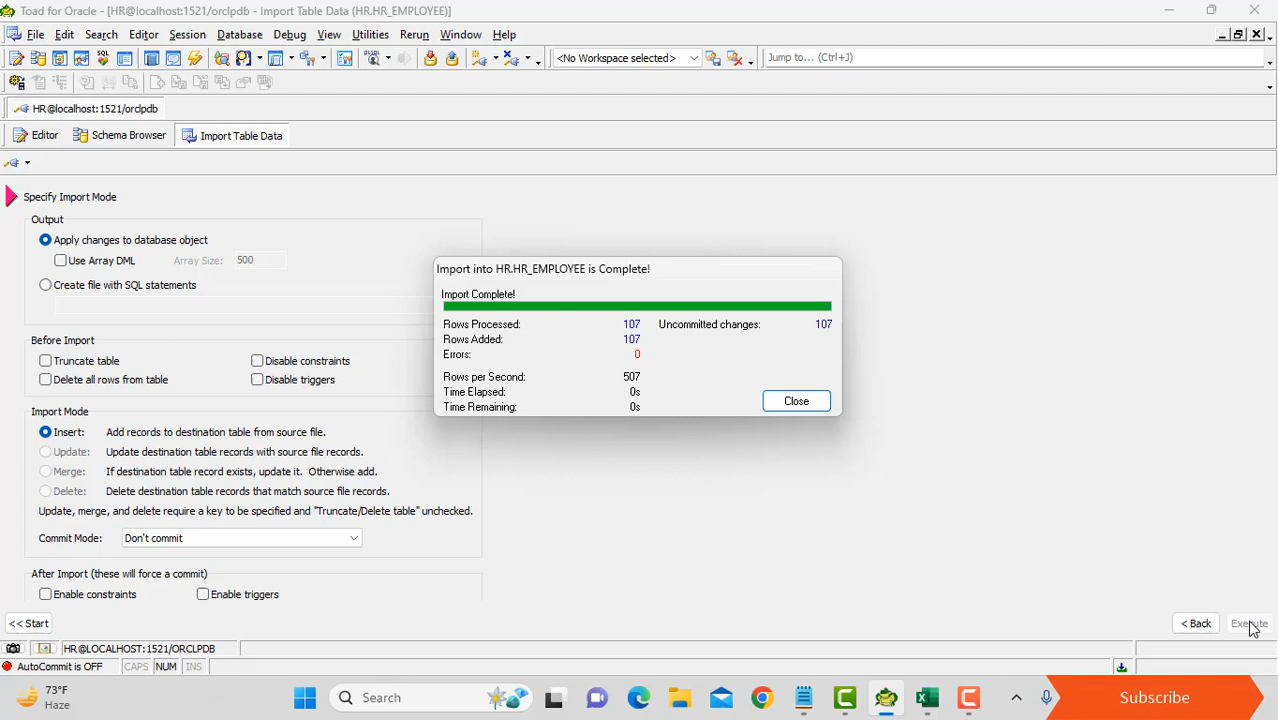 Toad for Oracle - [HR@localhost:1521/orclpdb - Import Table Data (HR.HR_EMPLOYEE)]
File Edit Search Editor Session Database Debug View Utilities Rerun Window Help
<No Workspace selected> Jump to... (Ctrl+J)
HR@localhost:1521/orclpdb
Editor Schema Browser Import Table Data
Specify Import Mode
Output
Apply changes to database object
Use Array DML Array Size: 500
Create file with SQL statements
Before Import
Truncate table Disable constraints
Delete all rows from table Disable triggers
Import Mode
Insert: Add records to destination table from source file.
Update: Update destination table records with source file records.
Merge: If destination table record exists, update it. Otherwise add.
Delete: Delete destination table records that match source file records.
Update, merge, and delete require a key to be specified and "Truncate/Delete table" unchecked.
Commit Mode: Don't commit
After Import (these will force a commit)
Enable constraints Enable triggers
Import into HR.HR_EMPLOYEE is Complete!
Import Complete!
Rows Processed: 107 Uncommitted changes: 107
Rows Added: 107
Errors: 0
Rows per Second: 507
Time Elapsed: 0s
Time Remaining: 0s
Close
<< Start < Back Execute
HR@LOCALHOST:1521/ORCLPDB
AutoCommit is OFF CAPS NUM INS
73°F
Haze
Search
Subscribe